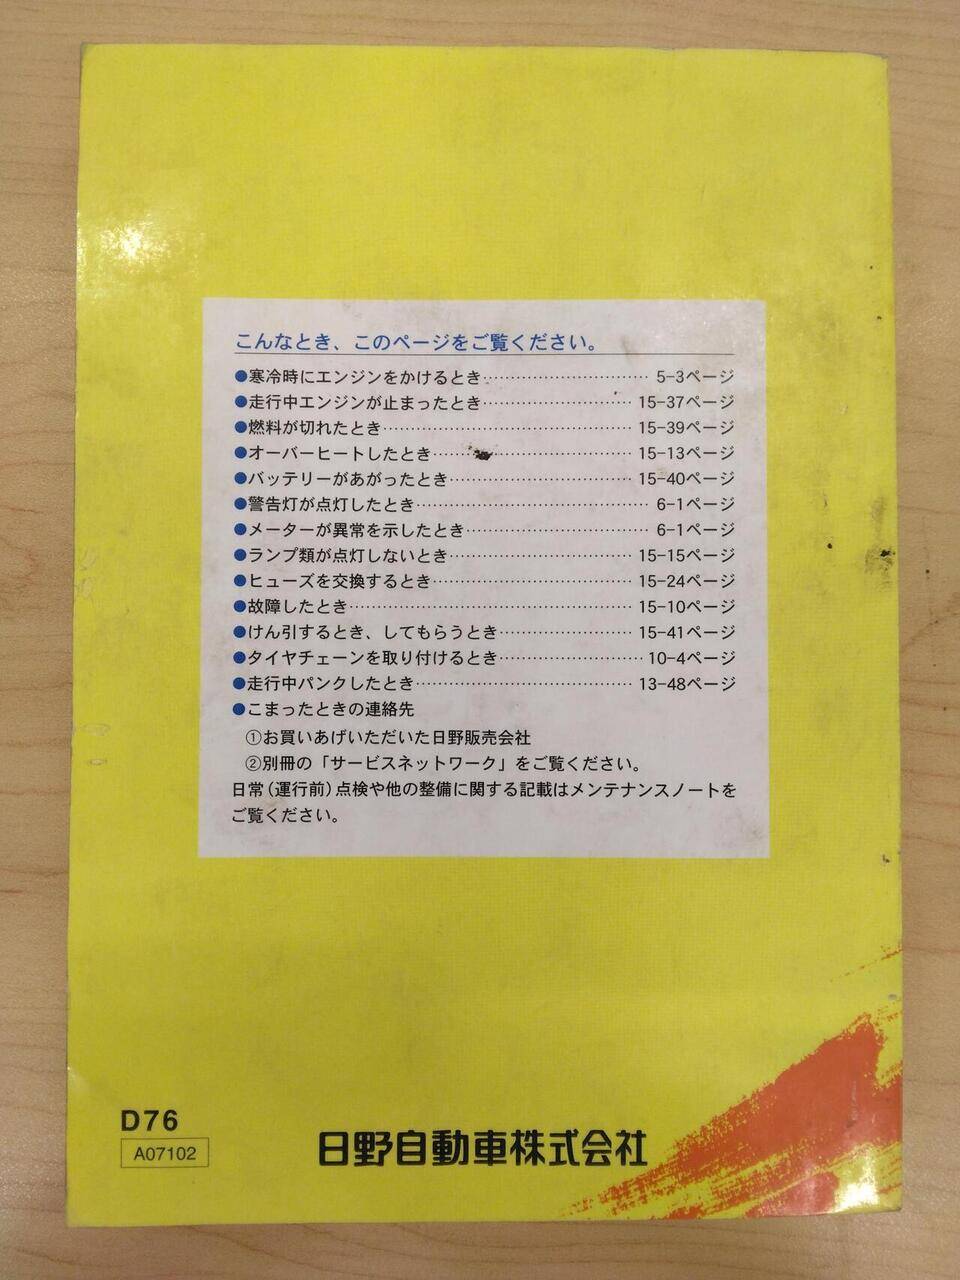 こんなとき、このページをご覧ください。
●寒冷時にエンジンをかけるとき…………………………5-3ページ
●走行中エンジンが止まったとき…………………………15-37ページ
●燃料が切れたとき…………………………………………15-39ページ
●オーバーヒートしたとき…………………………………15-13ページ
●バッテリーがあがったとき………………………………15-40ページ
●警告灯が点灯したとき……………………………………6-1ページ
●メーターが異常を示したとき……………………………6-1ページ
●ランプ類が点灯しないとき………………………………15-15ページ
●ヒューズを交換するとき…………………………………15-24ページ
●故障したとき………………………………………………15-10ページ
●けん引するとき、してもらうとき………………………15-41ページ
●タイヤチェーンを取り付けるとき………………………10-4ページ
●走行中パンクしたとき……………………………………13-48ページ
●こまったときの連絡先
①お買いあげいただいた日野販売会社
②別冊の「サービスネットワーク」をご覧ください。
日常(運行前)点検や他の整備に関する記載はメンテナンスノートを
ご覧ください。
D76
A07102
日野自動車株式会社